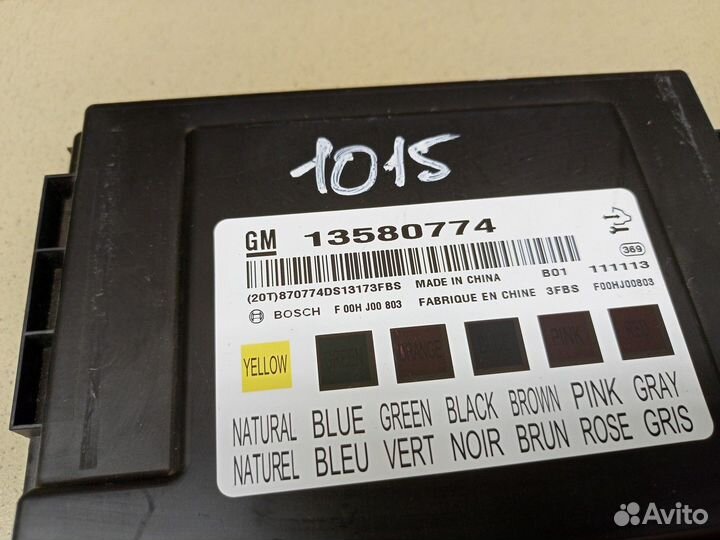 1015
GM 13580774
369
(20T)870774DS13173FBS MADE IN CHINA B01 111113
BOSCH F 00H J00 803 FABRIQUE EN CHINE 3FBS F00HJ00803
YELLOW GREEN ORANGE BLUE PINK RED
NATURAL BLUE GREEN BLACK BROWN PINK GRAY
NATUREL BLEU VERT NOIR BRUN ROSE GRIS
Avito